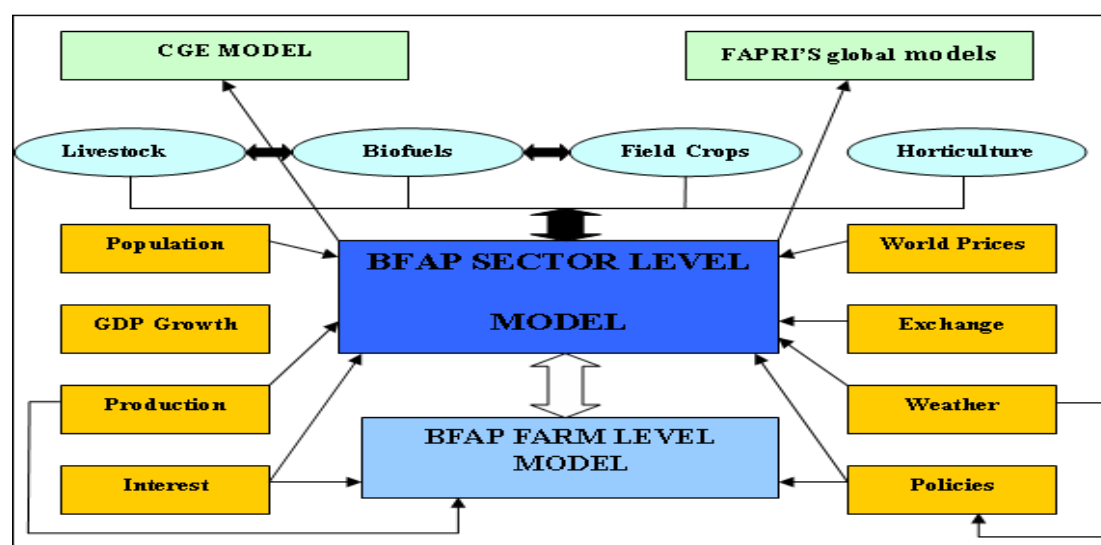 CGE MODEL
FAPRI'S global models
Livestock
Biofuels
Field Crops
Horticulture
Population
BFAP SECTOR LEVEL
MODEL
World Prices
GDP Growth
Exchange
Production
Weather
BFAP FARM LEVEL
MODEL
Interest
Policies